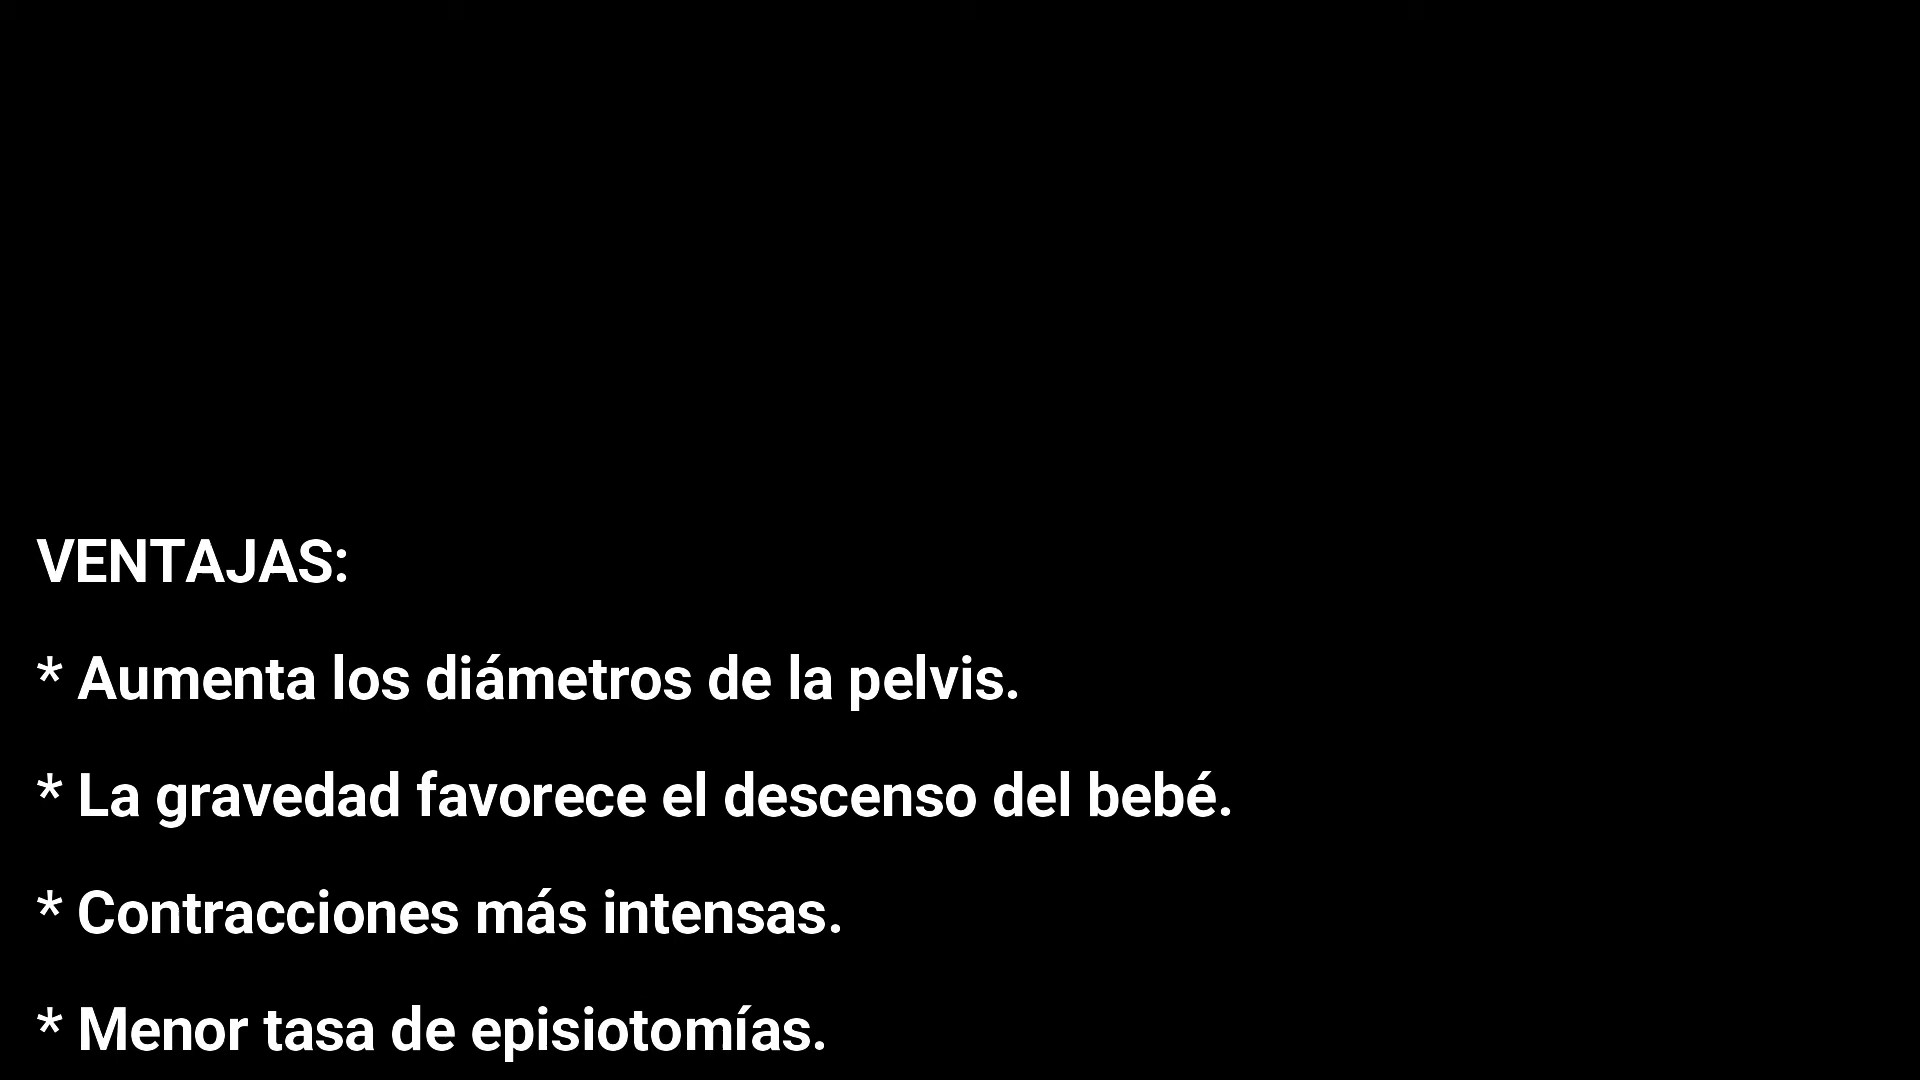 VENTAJAS:
* Aumenta los diámetros de la pelvis.
* La gravedad favorece el descenso del bebé.
* Contracciones más intensas.
* Menor tasa de episiotomías.